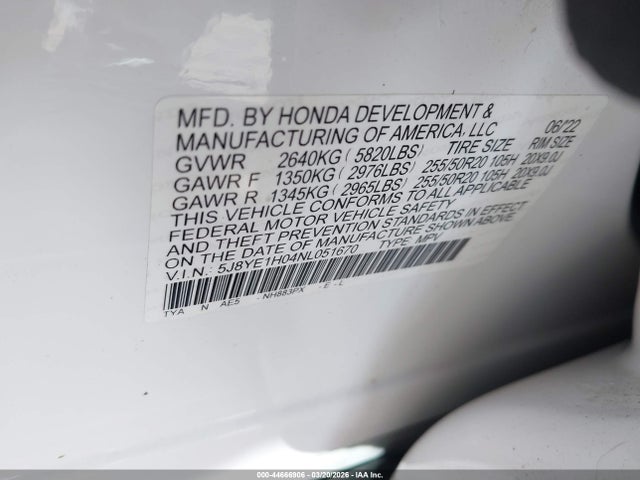 MFD. BY HONDA DEVELOPMENT &
MANUFACTURING OF AMERICA, LLC 06/22
GVWR 2640KG ( 5820LBS) TIRE SIZE RIM SIZE
GAWR F 1350KG ( 2976LBS) 255/50R20 105H 20X9.0J
GAWR R 1345KG ( 2965LBS) 255/50R20 105H 20X9.0J
THIS VEHICLE CONFORMS TO ALL APPLICABLE
FEDERAL MOTOR VEHICLE SAFETY
AND THEFT PREVENTION STANDARDS IN EFFECT
ON THE DATE OF MANUFACTURE SHOWN ABOVE
V.I.N.: 5J8YE1H04NL051670 TYPE: MPV
TYA N AE5 -NH883PX -E-L
000-44666906 | 03/20/2026 - IAA Inc.